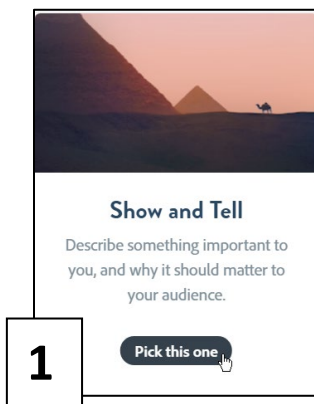 Show and Tell
Describe something important to
you, and why it should matter to
your audience.
Pick this one
1